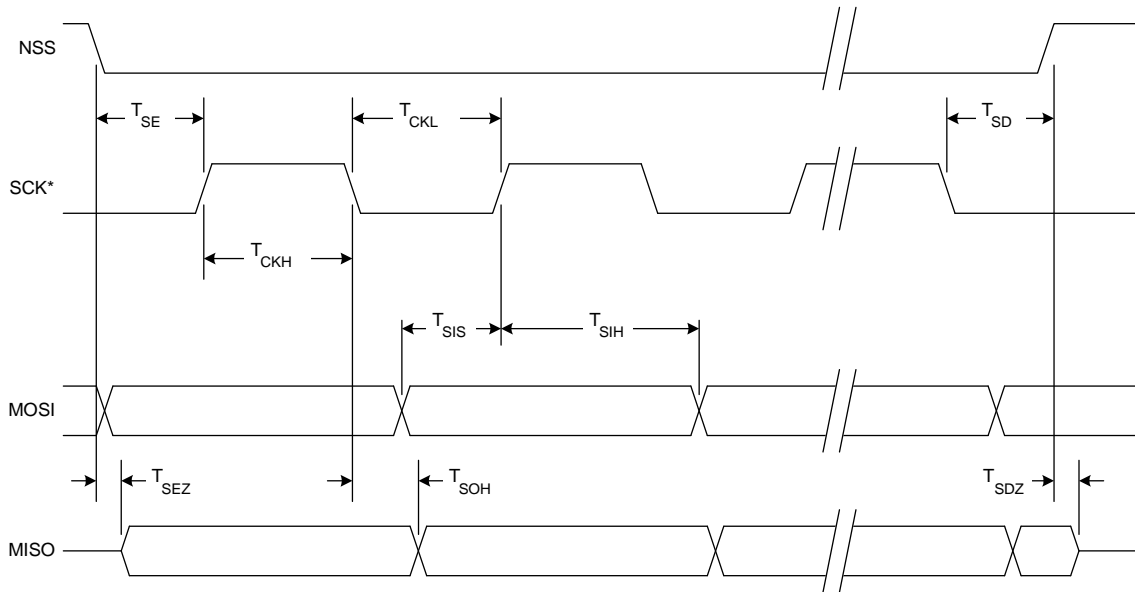 NSS
T_SE
T_CKL
T_SD
SCK*
T_CKH
T_SIS
T_SIH
MOSI
T_SEZ
T_SOH
T_SDZ
MISO